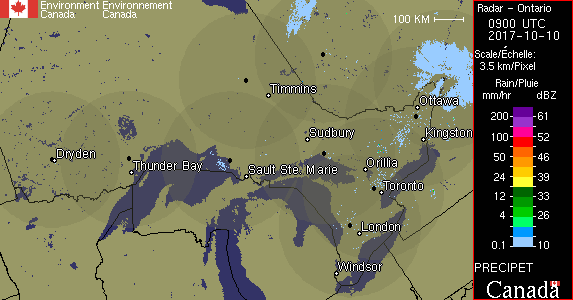 Environment Environnement
Canada Canada
100 KM
Timmins
Ottawa
Sudbury
Kingston
Dryden
Thunder Bay
Sault Ste. Marie
Orillia
Toronto
London
Windsor
Radar - Ontario
0900 UTC
2017-10-10
Scale/Échelle:
3.5 km/Pixel
Rain/Pluie
mm/hr dBZ
200 61
100 52
50 46
24 39
12 33
4 26
0.1 10
PRECIPET
Canada